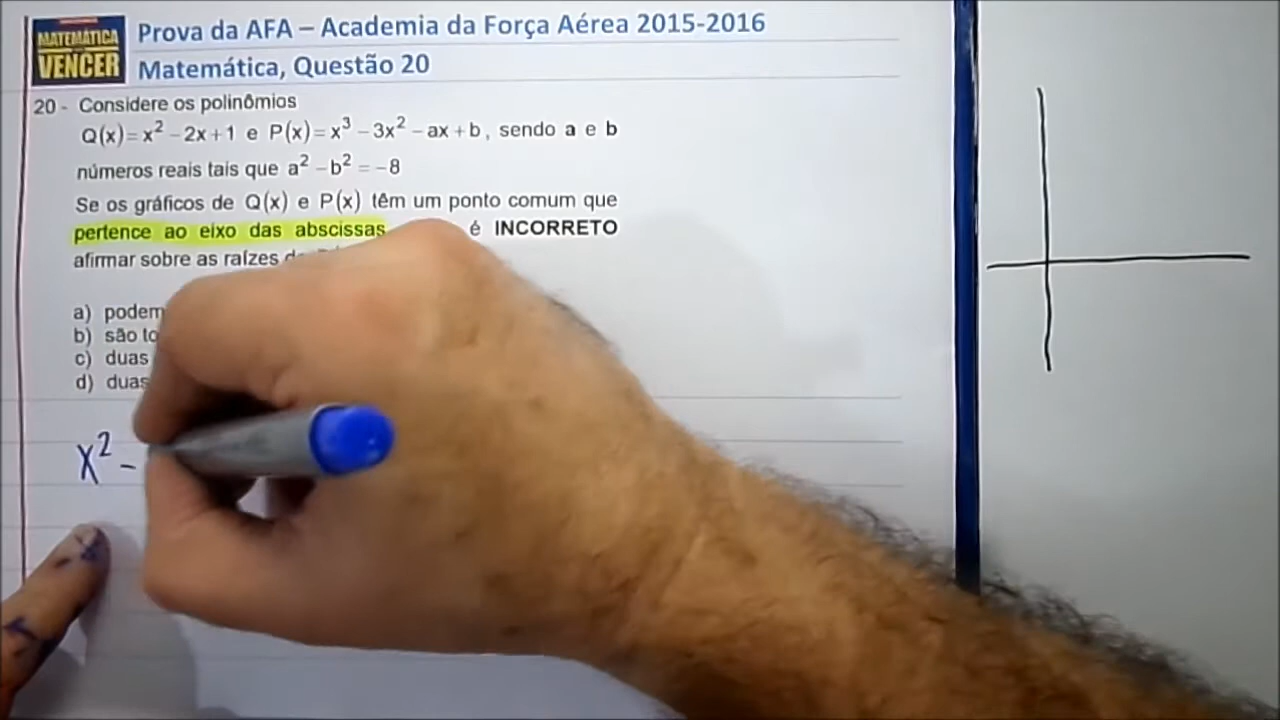 MATEMÁTICA
VENCER
Prova da AFA – Academia da Força Aérea 2015-2016
Matemática, Questão 20
20 - Considere os polinômios
Q(x) = x² – 2x + 1 e P(x) = x³ – 3x² – ax + b, sendo a e b
números reais tais que a² – b² = –8
Se os gráficos de Q(x) e P(x) têm um ponto comum que
pertence ao eixo das abscissas é INCORRETO
afirmar sobre as raízes
a)
b) são
c) duas
d) duas
x² –